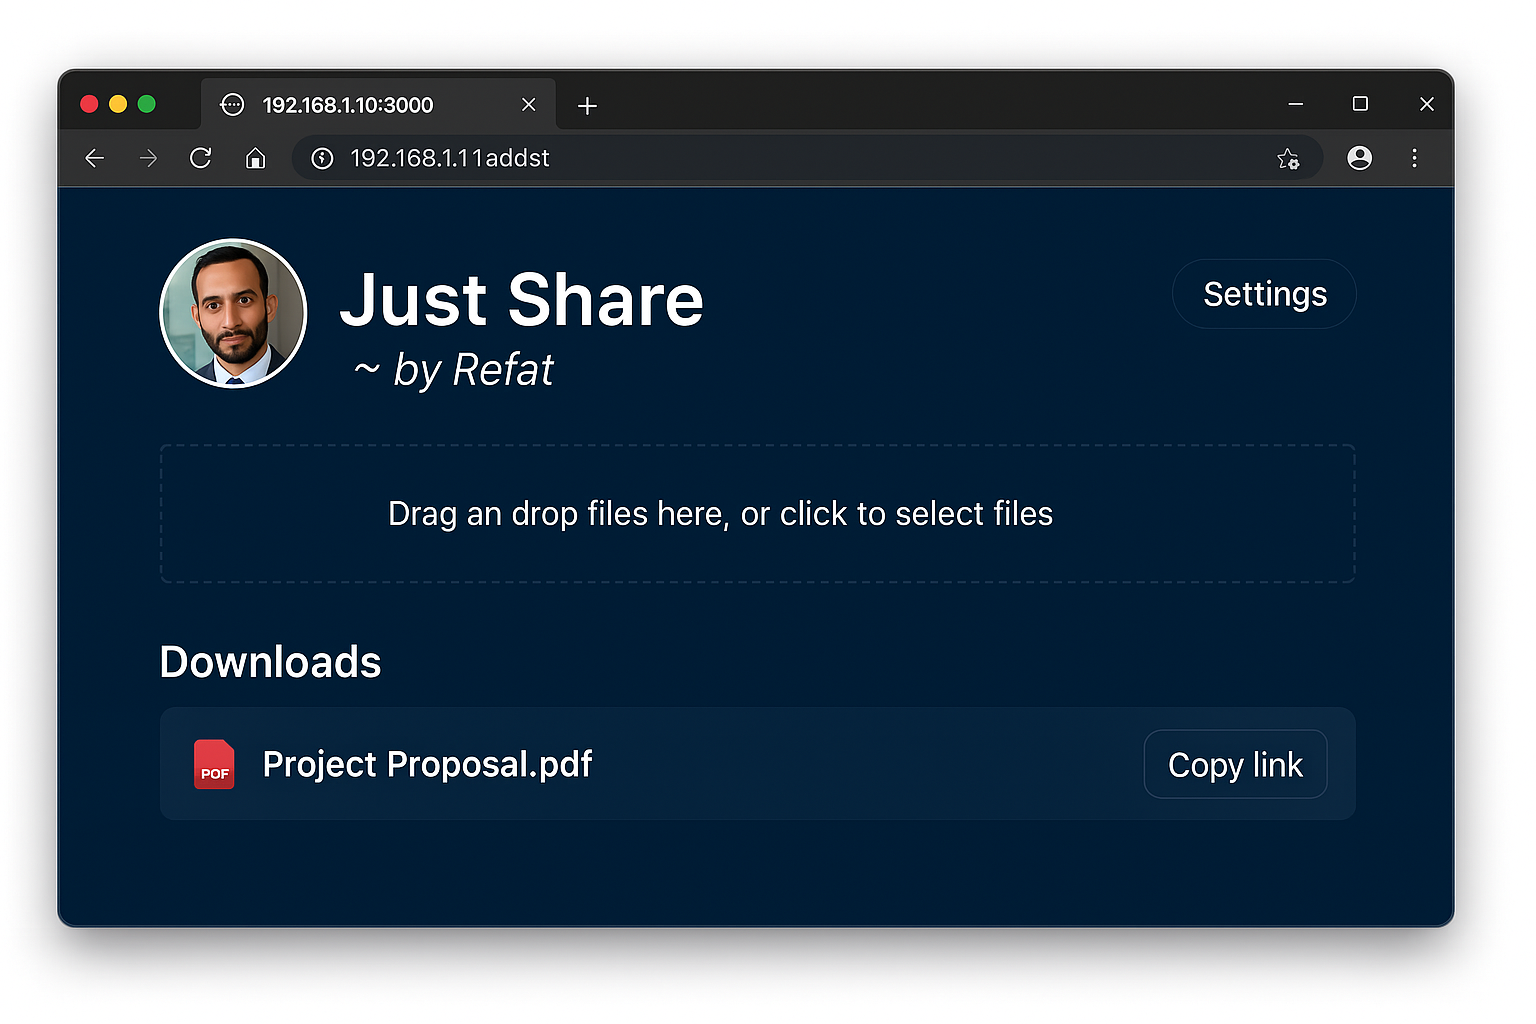 192.168.1.10:3000
192.168.1.11addst
Just Share
~ by Refat
Settings
Drag an drop files here, or click to select files
Downloads
POF
Project Proposal.pdf
Copy link